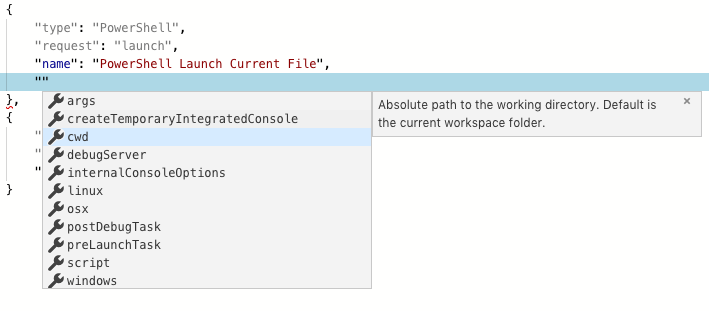 {
"type": "PowerShell",
"request": "launch",
"name": "PowerShell Launch Current File",
""
},
{
"
"
"
}
args
createTemporaryIntegratedConsole
cwd
debugServer
internalConsoleOptions
linux
osx
postDebugTask
preLaunchTask
script
windows
Absolute path to the working directory. Default is
the current workspace folder.
×